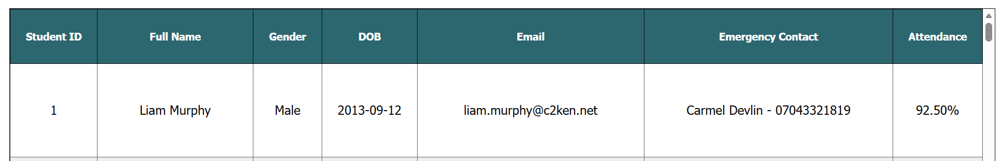 Student ID Full Name Gender DOB Email Emergency Contact Attendance
1 Liam Murphy Male 2013-09-12 liam.murphy@c2ken.net Carmel Devlin - 07043321819 92.50%